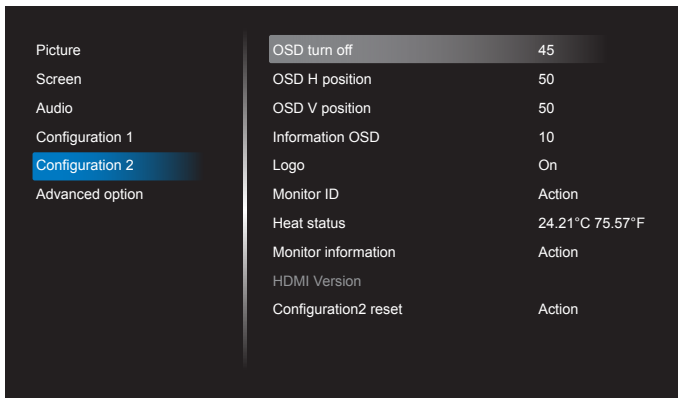 Picture
Screen
Audio
Configuration 1
Configuration 2
Advanced option
OSD turn off 45
OSD H position 50
OSD V position 50
Information OSD 10
Logo On
Monitor ID Action
Heat status 24.21°C 75.57°F
Monitor information Action
HDMI Version
Configuration2 reset Action